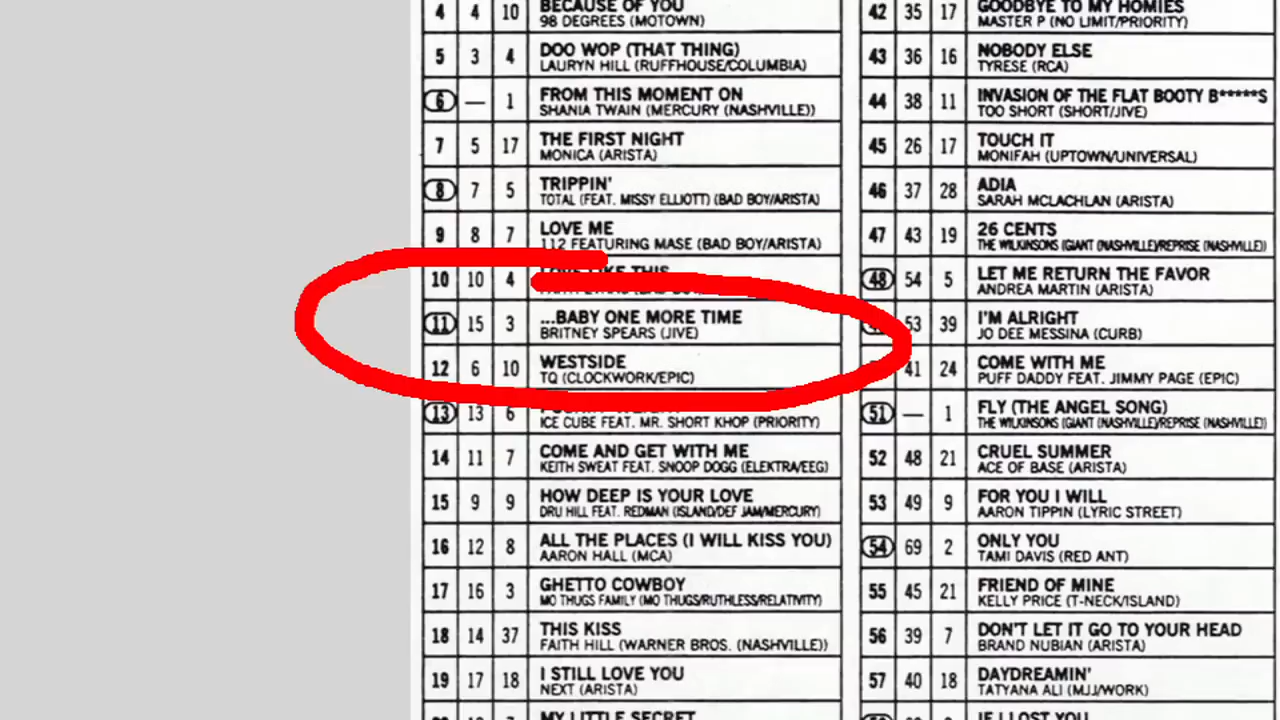 4 4 10 BECAUSE OF YOU
98 DEGREES (MOTOWN)
5 3 4 DOO WOP (THAT THING)
LAURYN HILL (RUFFHOUSE/COLUMBIA)
6 — 1 FROM THIS MOMENT ON
SHANIA TWAIN (MERCURY (NASHVILLE))
7 5 17 THE FIRST NIGHT
MONICA (ARISTA)
8 7 5 TRIPPIN'
TOTAL (FEAT. MISSY ELLIOTT) (BAD BOY/ARISTA)
9 8 7 LOVE ME
112 FEATURING MASE (BAD BOY/ARISTA)
10 10 4 LOVE LIKE THIS
11 15 3 ...BABY ONE MORE TIME
BRITNEY SPEARS (JIVE)
12 6 10 WESTSIDE
TQ (CLOCKWORK/EPIC)
13 13 6
ICE CUBE FEAT. MR. SHORT KHOP (PRIORITY)
14 11 7 COME AND GET WITH ME
KEITH SWEAT FEAT. SNOOP DOGG (ELEKTRA/EEG)
15 9 9 HOW DEEP IS YOUR LOVE
DRU HILL FEAT. REDMAN (ISLAND/DEF JAM/MERCURY)
16 12 8 ALL THE PLACES (I WILL KISS YOU)
AARON HALL (MCA)
17 16 3 GHETTO COWBOY
MO THUGS FAMILY (MO THUGS/RUTHLESS/RELATIVITY)
18 14 37 THIS KISS
FAITH HILL (WARNER BROS. (NASHVILLE))
19 17 18 I STILL LOVE YOU
NEXT (ARISTA)
MY LITTLE SECRET
42 35 17 GOODBYE TO MY HOMIES
MASTER P (NO LIMIT/PRIORITY)
43 36 16 NOBODY ELSE
TYRESE (RCA)
44 38 11 INVASION OF THE FLAT BOOTY B*****S
TOO SHORT (SHORT/JIVE)
45 26 17 TOUCH IT
MONIFAH (UPTOWN/UNIVERSAL)
46 37 28 ADIA
SARAH MCLACHLAN (ARISTA)
47 43 19 26 CENTS
THE WILKINSONS (GIANT (NASHVILLE)/REPRISE (NASHVILLE))
48 54 5 LET ME RETURN THE FAVOR
ANDREA MARTIN (ARISTA)
53 39 I'M ALRIGHT
JO DEE MESSINA (CURB)
41 24 COME WITH ME
PUFF DADDY FEAT. JIMMY PAGE (EPIC)
51 — 1 FLY (THE ANGEL SONG)
THE WILKINSONS (GIANT (NASHVILLE)/REPRISE (NASHVILLE))
52 48 21 CRUEL SUMMER
ACE OF BASE (ARISTA)
53 49 9 FOR YOU I WILL
AARON TIPPIN (LYRIC STREET)
54 69 2 ONLY YOU
TAMI DAVIS (RED ANT)
55 45 21 FRIEND OF MINE
KELLY PRICE (T-NECK/ISLAND)
56 39 7 DON'T LET IT GO TO YOUR HEAD
BRAND NUBIAN (ARISTA)
57 40 18 DAYDREAMIN'
TATYANA ALI (MJJ/WORK)
IF I LOST YOU